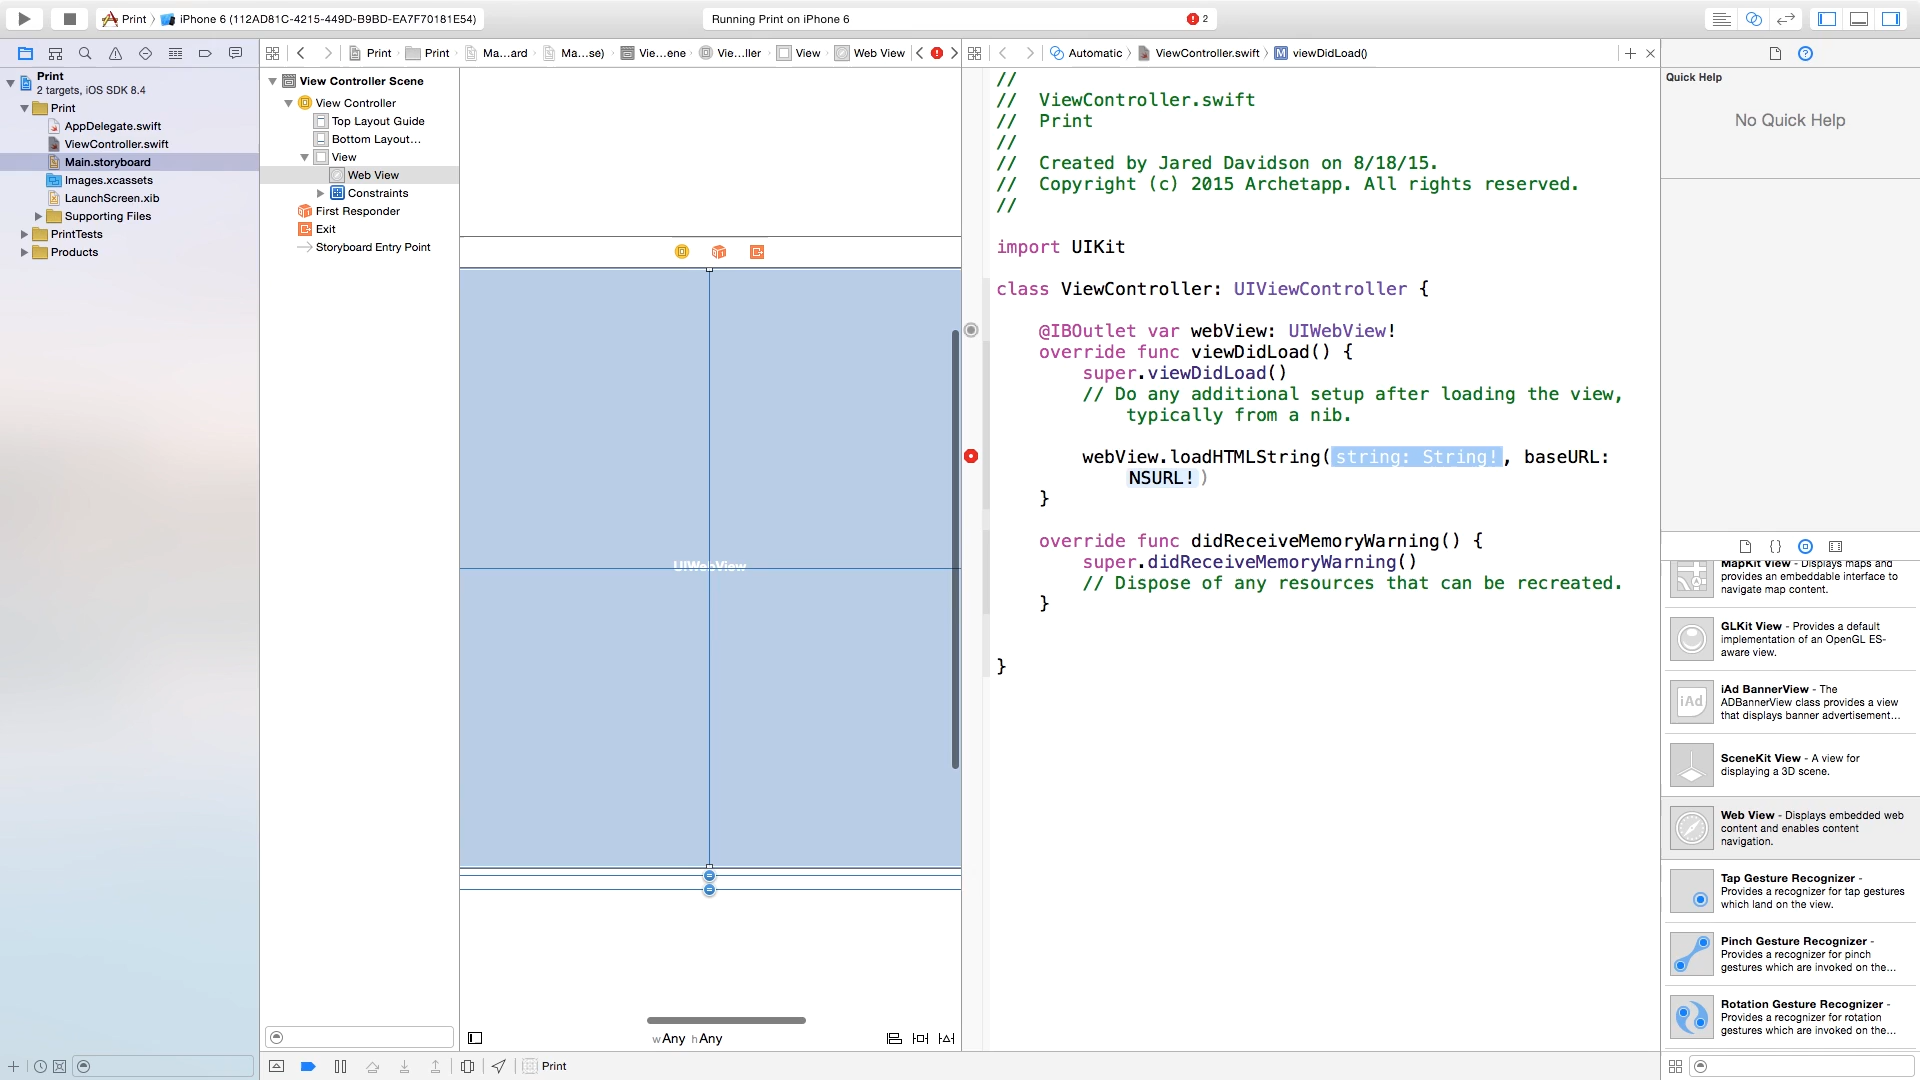 Print
iPhone 6 (112AD81C-4215-449D-B9BD-EA7F70181E54)
Running Print on iPhone 6
2
Print
2 targets, iOS SDK 8.4
Print
AppDelegate.swift
ViewController.swift
Main.storyboard
Images.xcassets
LaunchScreen.xib
Supporting Files
PrintTests
Products
Print
Print
Ma...ard
Ma...se)
Vie...ene
Vie...ller
View
Web View
View Controller Scene
View Controller
Top Layout Guide
Bottom Layout...
View
Web View
Constraints
First Responder
Exit
Storyboard Entry Point
UIWebView
wAny hAny
Print
Automatic
ViewController.swift
M viewDidLoad()
//
//  ViewController.swift
//  Print
//
//  Created by Jared Davidson on 8/18/15.
//  Copyright (c) 2015 Archetapp. All rights reserved.
//
import UIKit
class ViewController: UIViewController {
@IBOutlet var webView: UIWebView!
override func viewDidLoad() {
super.viewDidLoad()
// Do any additional setup after loading the view,
typically from a nib.
webView.loadHTMLString(string: String!, baseURL:
NSURL!)
}
override func didReceiveMemoryWarning() {
super.didReceiveMemoryWarning()
// Dispose of any resources that can be recreated.
}
}
Quick Help
No Quick Help
{}
MapKit View - Displays maps and
provides an embeddable interface to
navigate map content.
GLKit View - Provides a default
implementation of an OpenGL ES-
aware view.
iAd
iAd BannerView - The
ADBannerView class provides a view
that displays banner advertisement...
SceneKit View - A view for
displaying a 3D scene.
Web View - Displays embedded web
content and enables content
navigation.
Tap Gesture Recognizer -
Provides a recognizer for tap gestures
which land on the view.
Pinch Gesture Recognizer -
Provides a recognizer for pinch
gestures which are invoked on the...
Rotation Gesture Recognizer -
Provides a recognizer for rotation
gestures which are invoked on the...